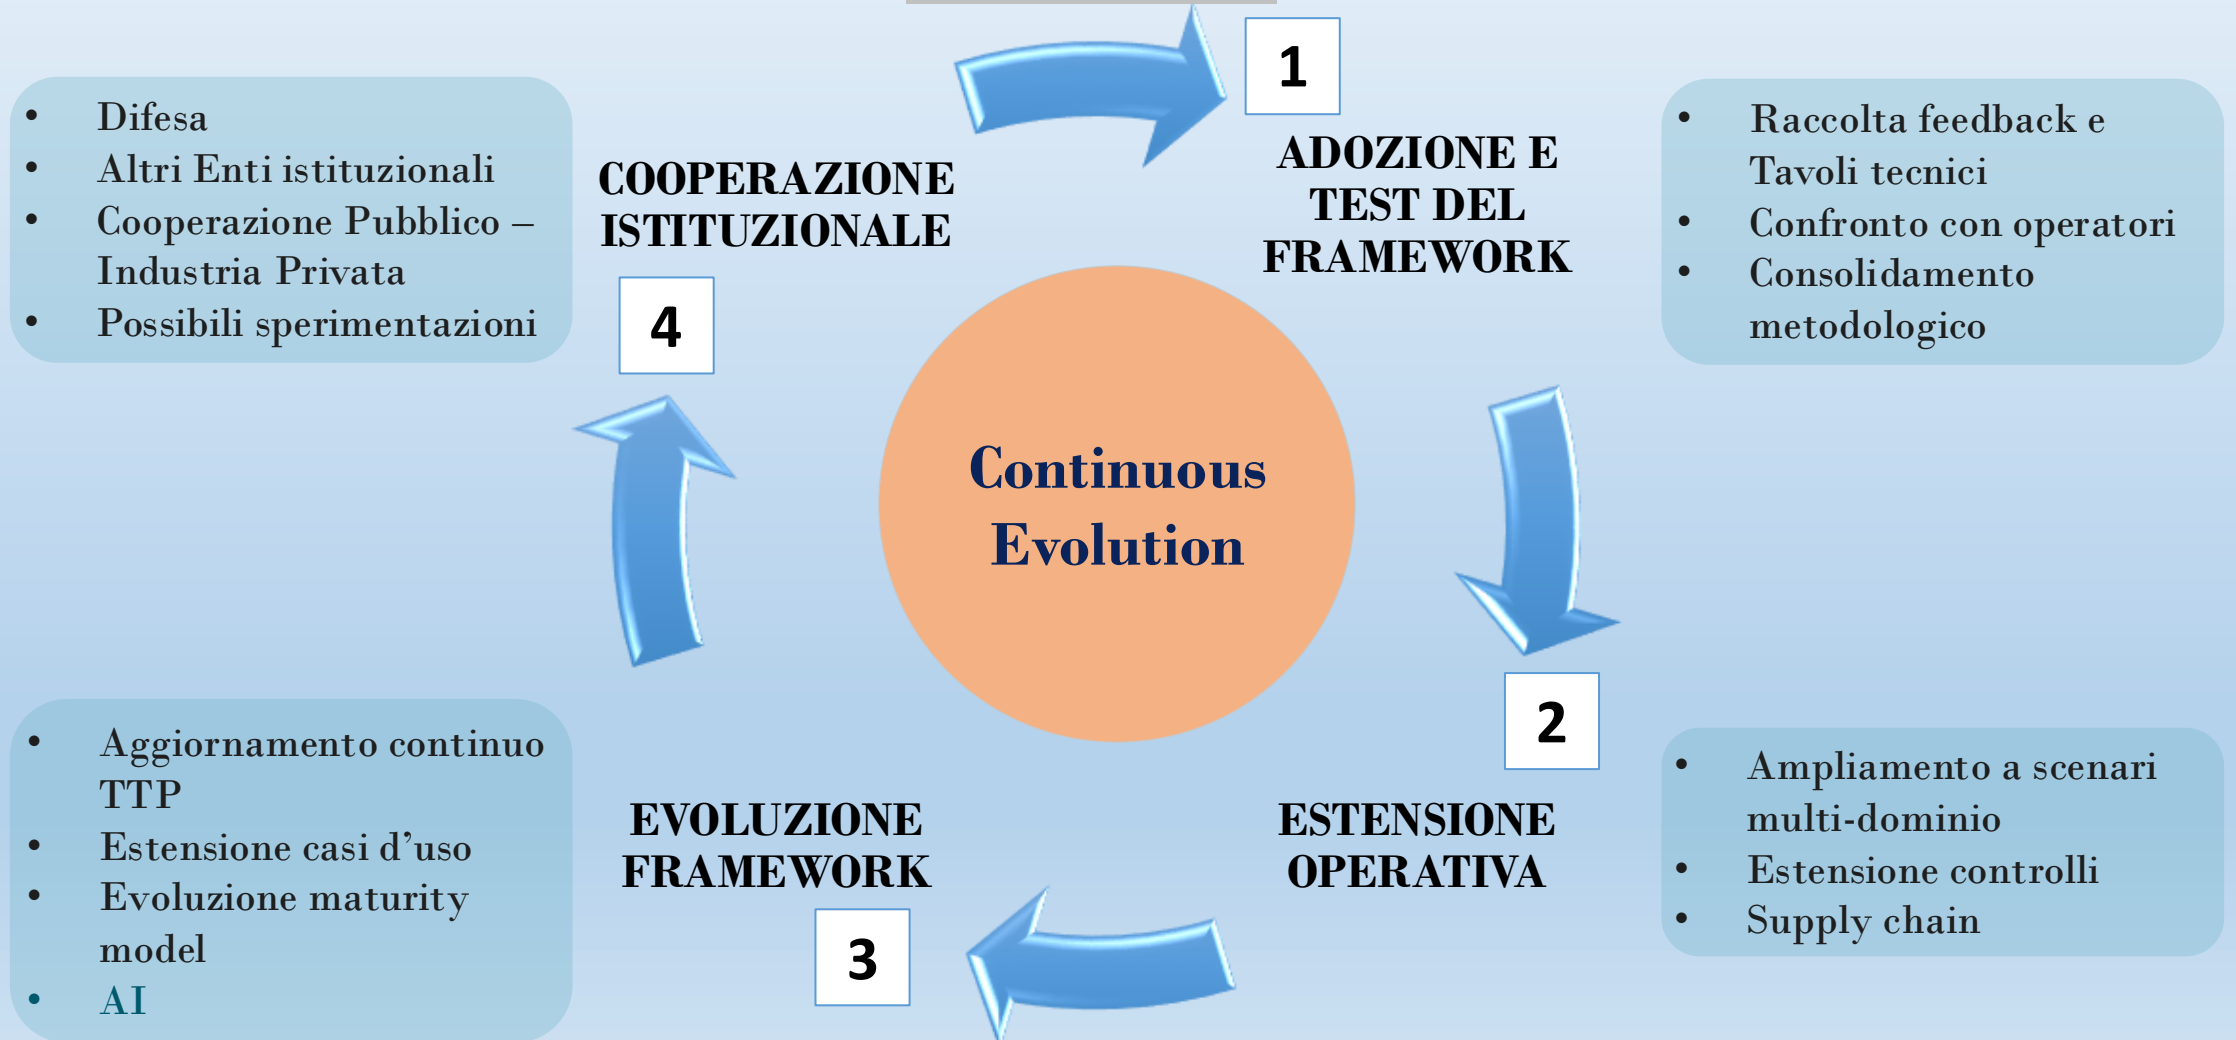 1
ADOZIONE E
TEST DEL
FRAMEWORK
• Raccolta feedback e
Tavoli tecnici
• Confronto con operatori
• Consolidamento
metodologico
2
ESTENSIONE
OPERATIVA
• Ampliamento a scenari
multi-dominio
• Estensione controlli
• Supply chain
3
EVOLUZIONE
FRAMEWORK
• Aggiornamento continuo
TTP
• Estensione casi d’uso
• Evoluzione maturity
model
• AI
4
COOPERAZIONE
ISTITUZIONALE
• Difesa
• Altri Enti istituzionali
• Cooperazione Pubblico –
Industria Privata
• Possibili sperimentazioni
Continuous
Evolution